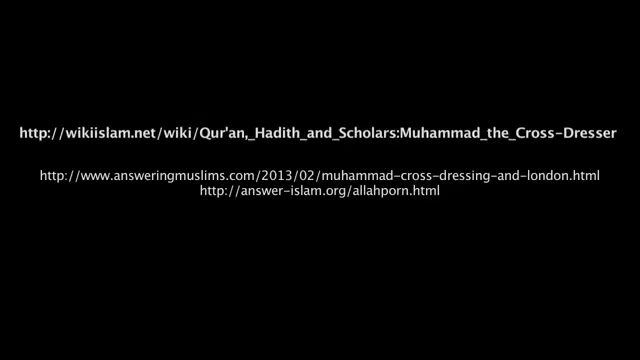 http://wikiislam.net/wiki/Qur'an,_Hadith_and_Scholars:Muhammad_the_Cross-Dresser
http://www.answeringmuslims.com/2013/02/muhammad-cross-dressing-and-london.html
http://answer-islam.org/allahporn.html